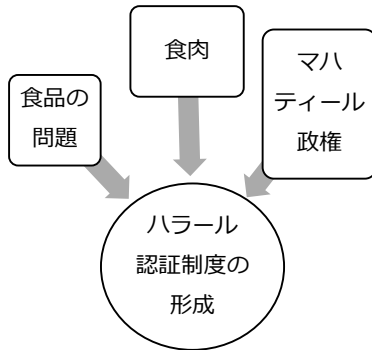 食品の
問題
食肉
マハ
ティール
政権
ハラール
認証制度の
形成